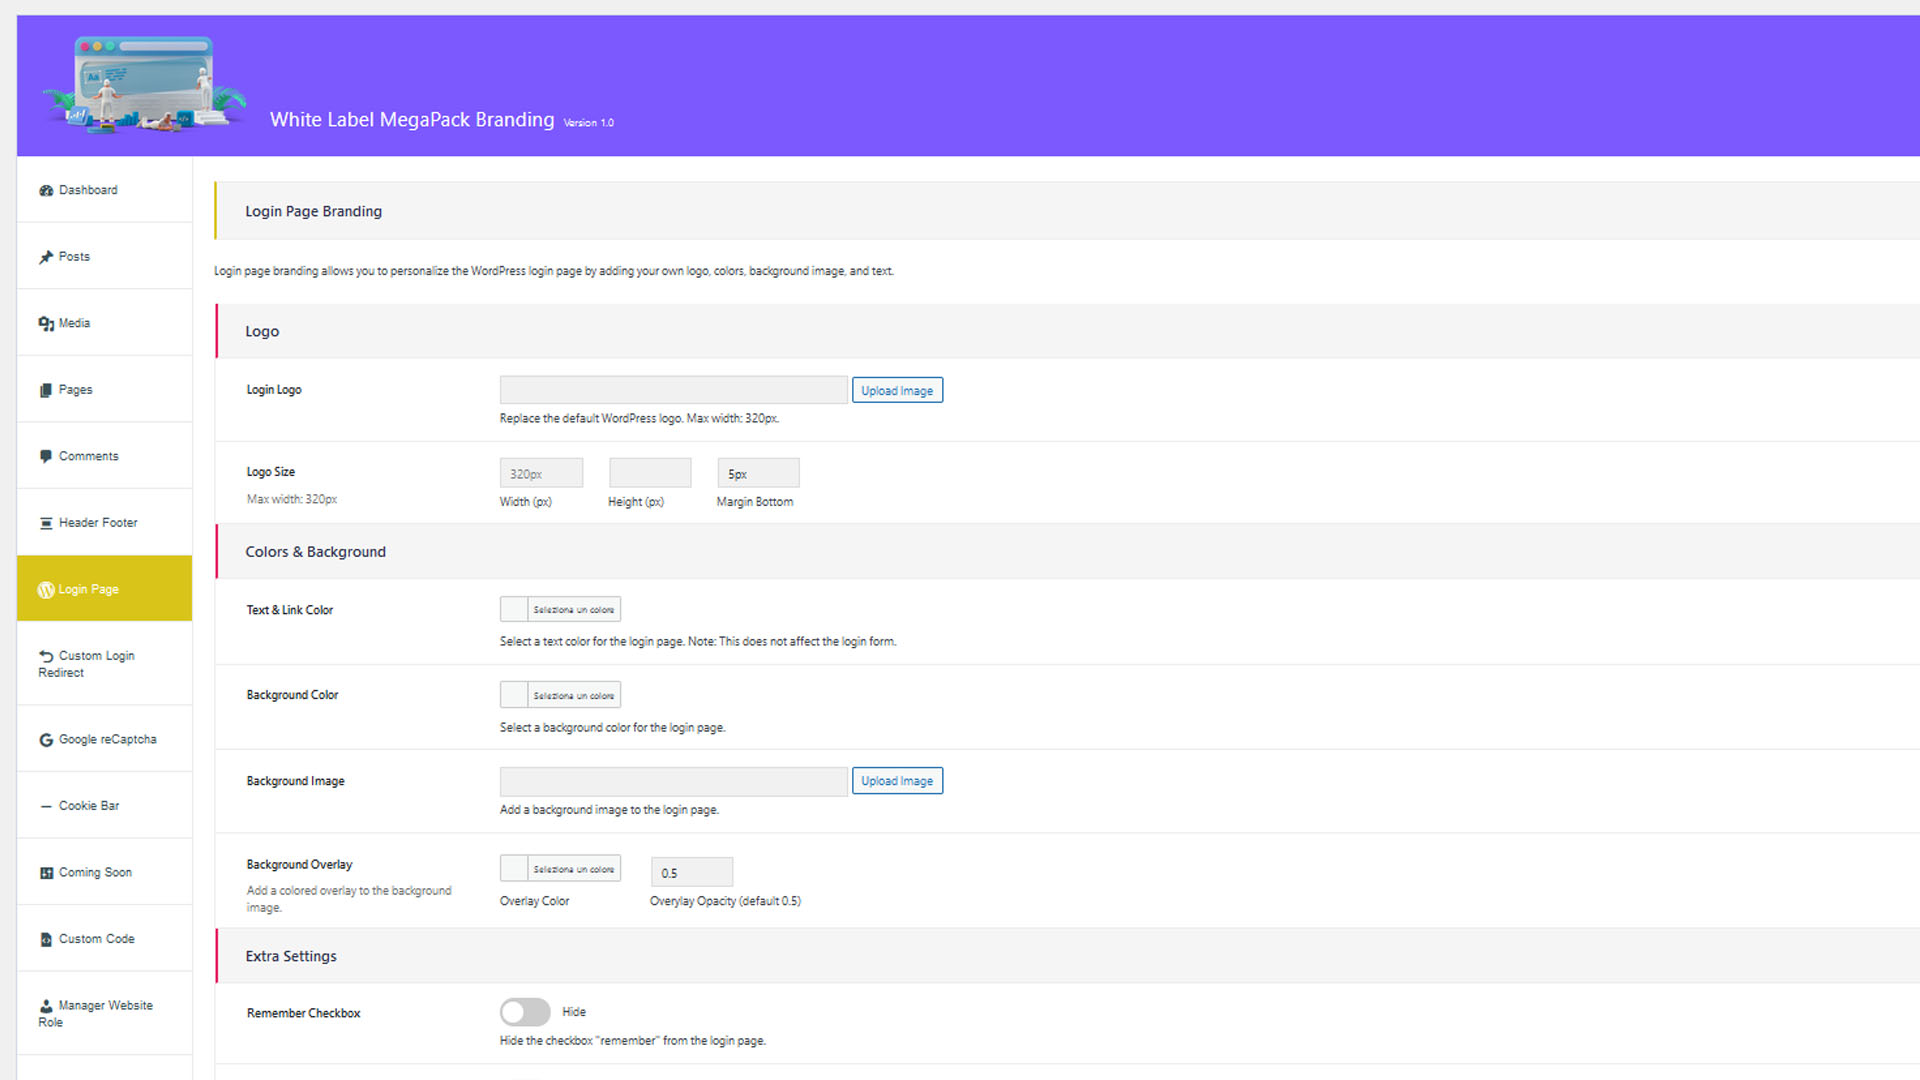 Aa
White Label MegaPack Branding Version 1.0
Dashboard
Posts
Media
Pages
Comments
Header Footer
Login Page
Custom Login
Redirect
Google reCaptcha
Cookie Bar
Coming Soon
Custom Code
Manager Website
Role
Login Page Branding
Login page branding allows you to personalize the WordPress login page by adding your own logo, colors, background image, and text.
Logo
Login Logo
Upload Image
Replace the default WordPress logo. Max width: 320px.
Logo Size
Max width: 320px
320px
5px
Width (px)
Height (px)
Margin Bottom
Colors & Background
Text & Link Color
Seleziona un colore
Select a text color for the login page. Note: This does not affect the login form.
Background Color
Seleziona un colore
Select a background color for the login page.
Background Image
Upload Image
Add a background image to the login page.
Background Overlay
Add a colored overlay to the background
image.
Seleziona un colore
0.5
Overlay Color
Overylay Opacity (default 0.5)
Extra Settings
Remember Checkbox
Hide
Hide the checkbox "remember" from the login page.